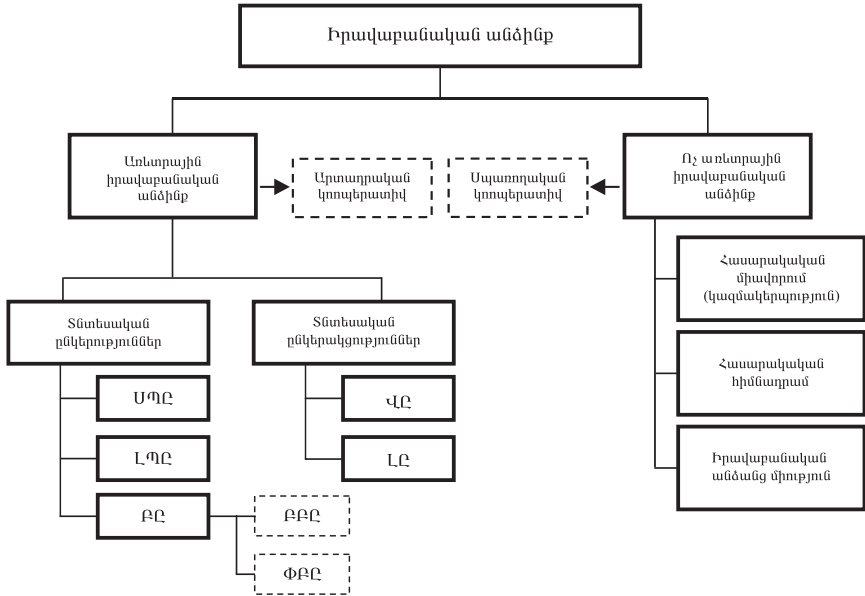 Իրավաբանական անձինք
Առևտրային
իրավաբանական
անձինք
Արտադրական
կոոպերատիվ
Սպառողական
կոոպերատիվ
Ոչ առևտրային
իրավաբանական
անձինք
Հասարակական
միավորում
(կազմակերպություն)
Հասարակական
հիմնադրամ
Իրավաբանական
անձանց միություն
Տնտեսական
ընկերություններ
Տնտեսական
ընկերակցություններ
ՍՊԸ
ԼՊԸ
ԲԸ
ԲԲԸ
ՓԲԸ
ՎԸ
ԼԸ